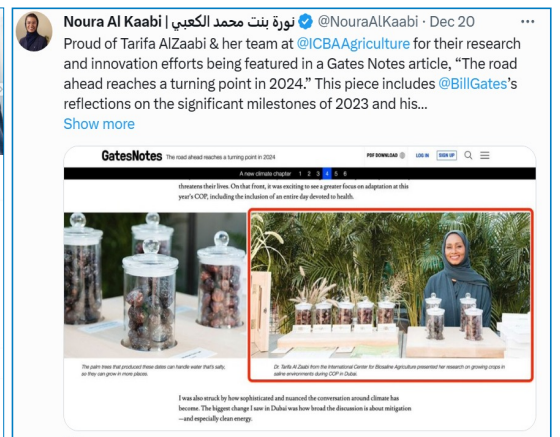 Noura Al Kaabi | نورة بنت محمد الكعبي @NouraAlKaabi · Dec 20
Proud of Tarifa AlZaabi & her team at @ICBAAgriculture for their research
and innovation efforts being featured in a Gates Notes article, “The road
ahead reaches a turning point in 2024.” This piece includes @BillGates’s
reflections on the significant milestones of 2023 and his...
Show more
GatesNotes The road ahead reaches a turning point in 2024 PDF DOWNLOAD LOG IN SIGN UP
A new climate chapter 1 2 3 4 5 6
threatens their lives. On that front, it was exciting to see a greater focus on adaptation at this
year's COP, including the inclusion of an entire day devoted to health.
The palm trees that produced these dates can handle water that's salty,
so they can grow in more places.
Dr. Tarifa Al Zaabi from the International Center for Biosaline Agriculture presented her research on growing crops in
saline environments during COP in Dubai.
I was also struck by how sophisticated and nuanced the conversation around climate has
become. The biggest change I saw in Dubai was how broad the discussion is about mitigation
—and especially clean energy.